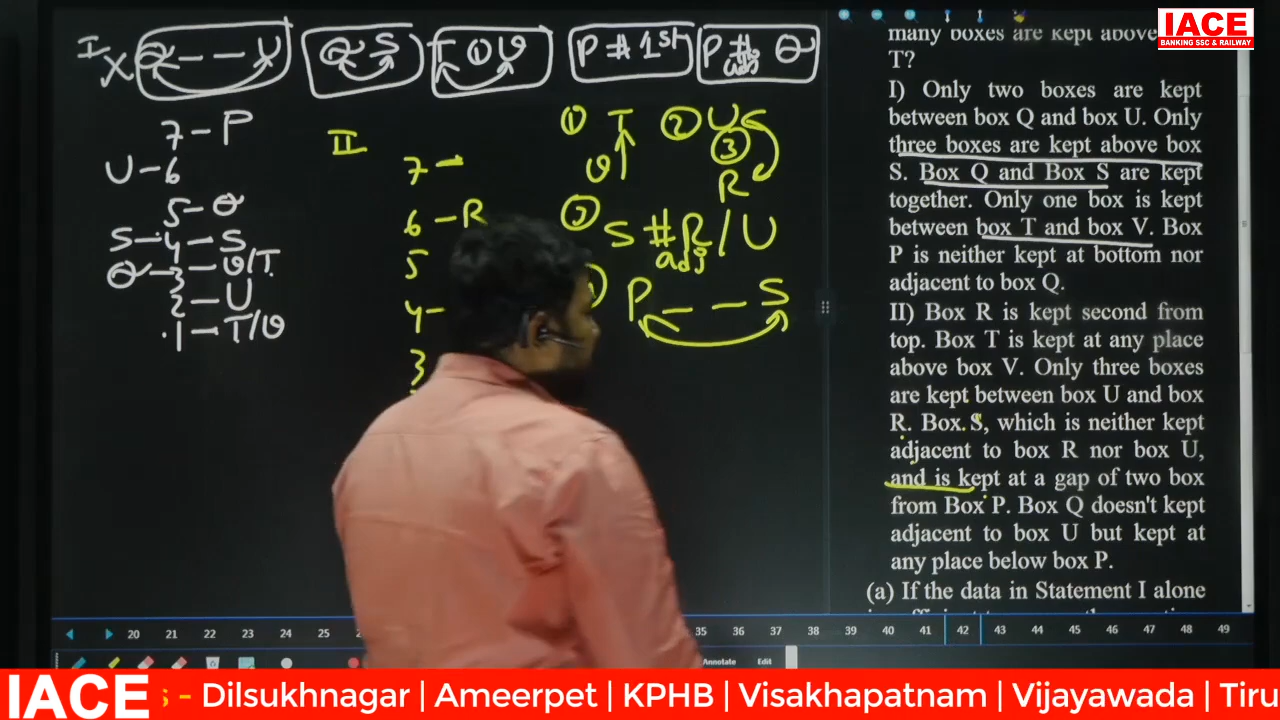 IACE
BANKING SSC & RAILWAY
I
X
Q - - U
Q S
T ① V
P # 1st
P # adj Q
7 - P
U - 6
5 - Q
S - 4 - S
Q - 3 - V/T
2 - U
1 - T/V
II
7 -
6 - R
5
4 -
3
① T
V
② U
③
R
③ S # R/U
adj
P - - S
many boxes are kept above
T?
I) Only two boxes are kept
between box Q and box U. Only
three boxes are kept above box
S. Box Q and Box S are kept
together. Only one box is kept
between box T and box V. Box
P is neither kept at bottom nor
adjacent to box Q.
II) Box R is kept second from
top. Box T is kept at any place
above box V. Only three boxes
are kept between box U and box
R. Box S, which is neither kept
adjacent to box R nor box U,
and is kept at a gap of two box
from Box P. Box Q doesn't kept
adjacent to box U but kept at
any place below box P.
(a) If the data in Statement I alone
20 21 22 23 24 25 35 36 37 38 39 40 41 42 43 44 45 46 47 48 49
Annotate Edit
IACE
s - Dilsukhnagar | Ameerpet | KPHB | Visakhapatnam | Vijayawada | Tiru